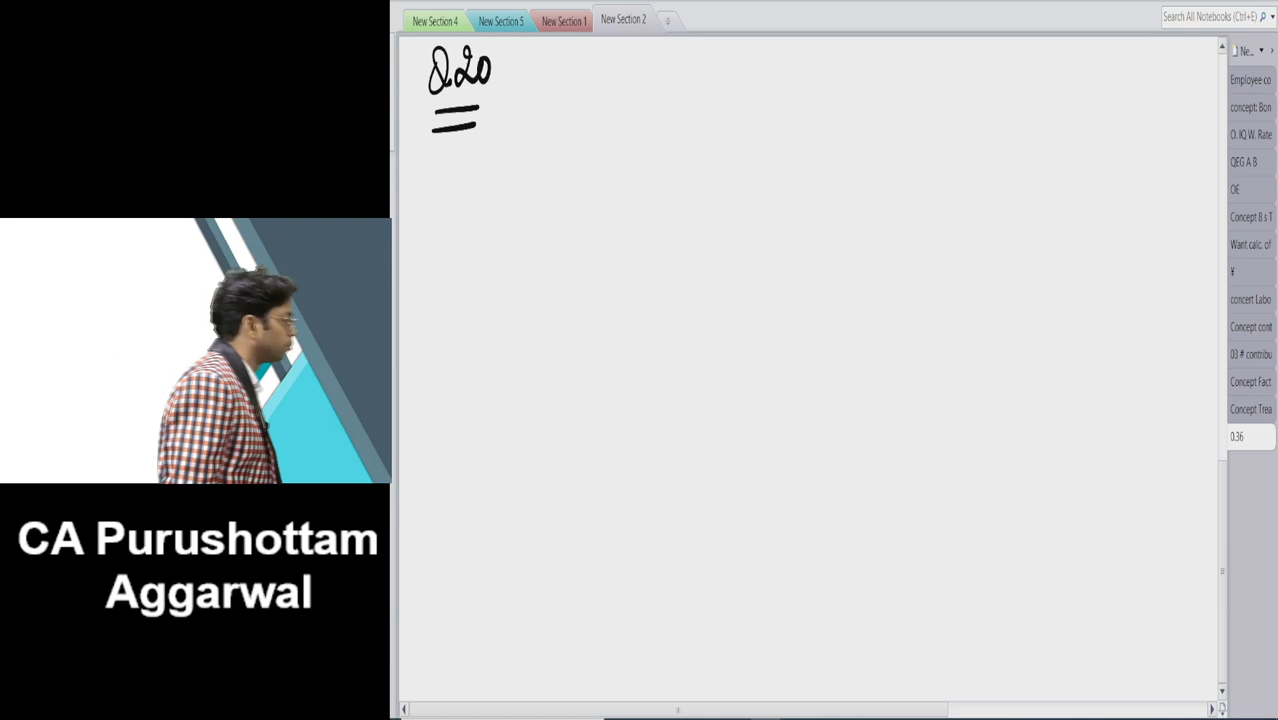 New Section 4
New Section 5
New Section 1
New Section 2
Search All Notebooks (Ctrl+E)
Q.20
Ne...
Employee co
concept: Bon
O. IQ W. Rate
QEG A B
OE
Concept 8 s T
Want calc. of
¥
concert Labo
Concept cont
03 # contribu
Concept Fact
Concept Trea
0.36
CA Purushottam
Aggarwal